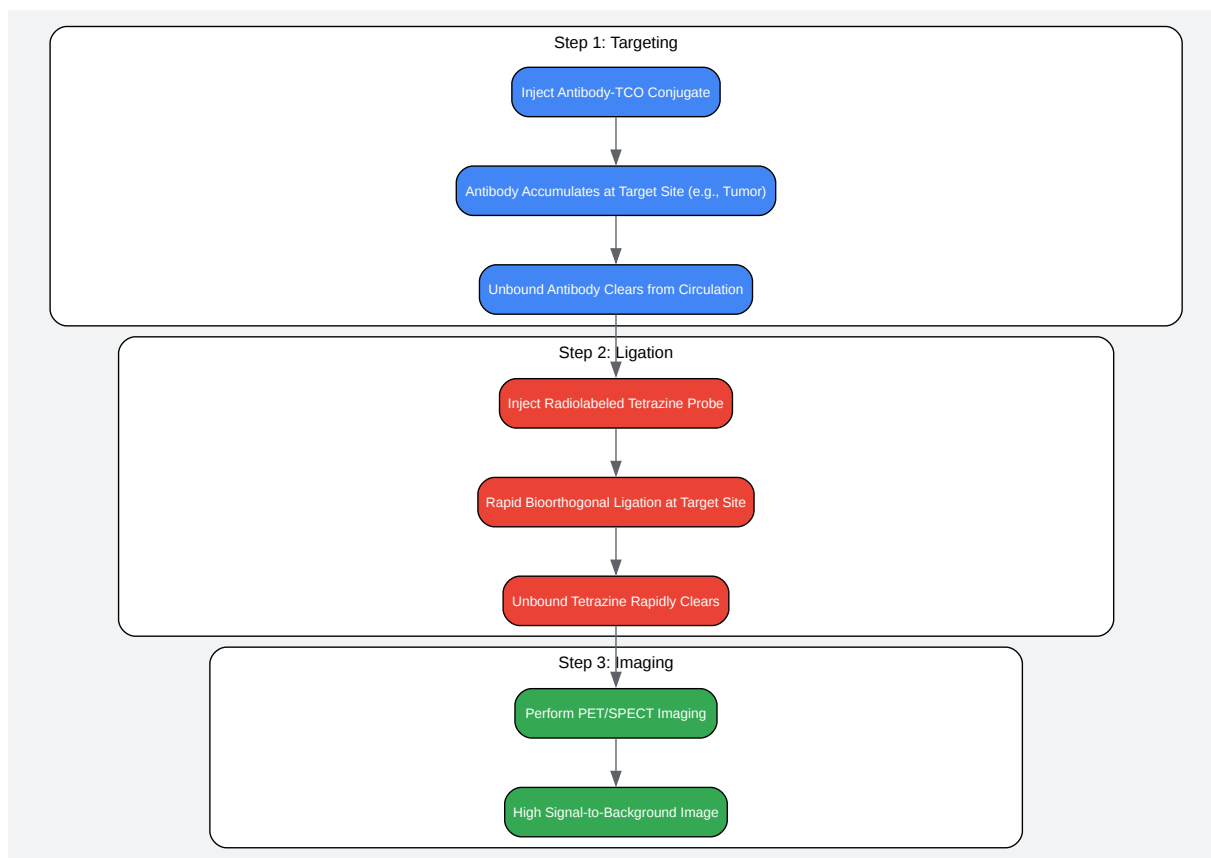 Step 1: Targeting
Inject Antibody-TCO Conjugate
Antibody Accumulates at Target Site (e.g., Tumor)
Unbound Antibody Clears from Circulation
Step 2: Ligation
Inject Radiolabeled Tetrazine Probe
Rapid Bioorthogonal Ligation at Target Site
Unbound Tetrazine Rapidly Clears
Step 3: Imaging
Perform PET/SPECT Imaging
High Signal-to-Background Image